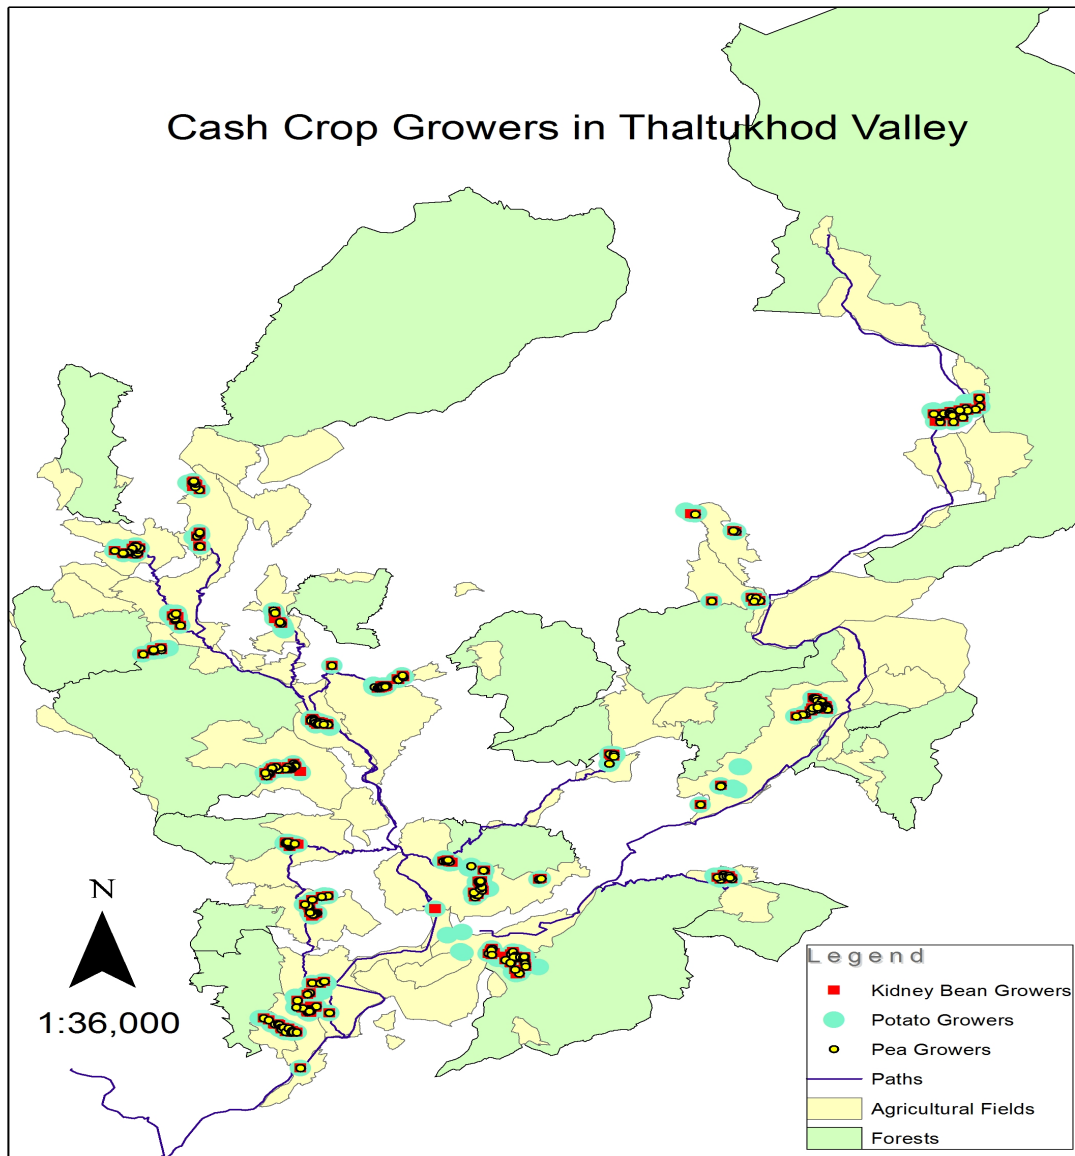 Cash Crop Growers in Thaltukhod Valley
N
1:36,000
Legend
Kidney Bean Growers
Potato Growers
Pea Growers
Paths
Agricultural Fields
Forests